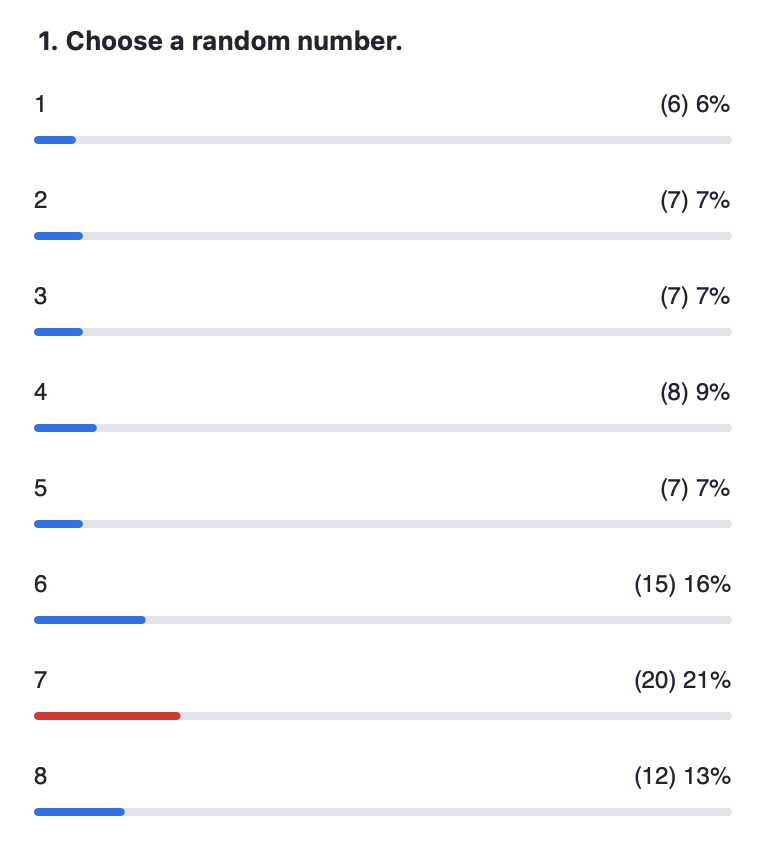 1. Choose a random number.
1 (6) 6%
2 (7) 7%
3 (7) 7%
4 (8) 9%
5 (7) 7%
6 (15) 16%
7 (20) 21%
8 (12) 13%